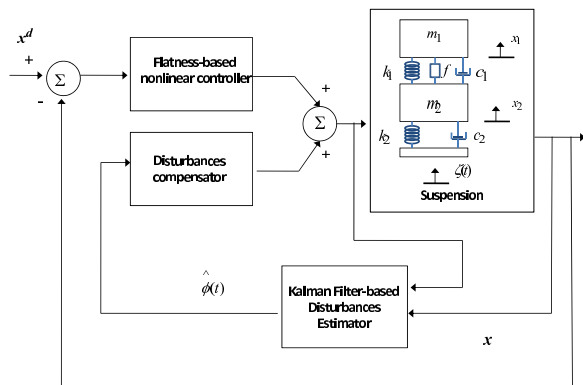 x^d
+
Σ
-
Flatness-based
nonlinear controller
+
Σ
+
Disturbances
compensator
m1
x1
k1
f
c1
m2
x2
k2
c2
ζ(t)
Suspension
^
ϕ(t)
Kalman Filter-based
Disturbances
Estimator
x